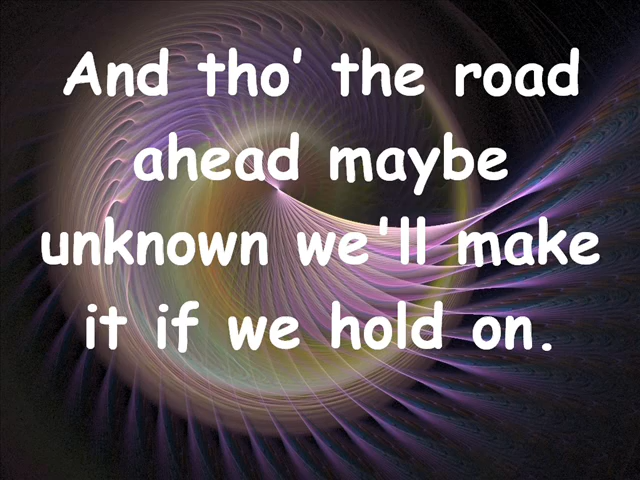 And tho’ the road
ahead maybe
unknown we'll make
it if we hold on.